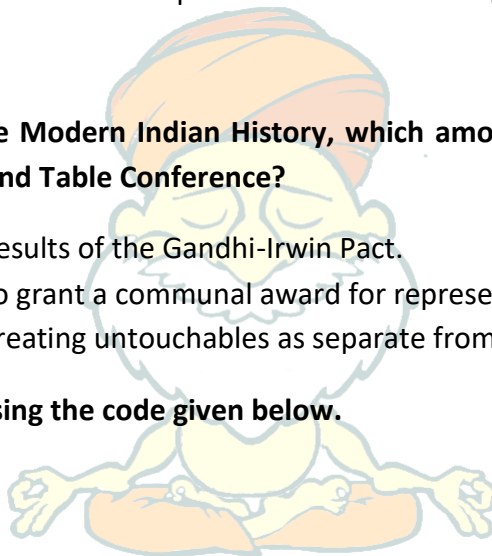 e Modern Indian History, which amo
nd Table Conference?
esults of the Gandhi-Irwin Pact.
o grant a communal award for represe
reating untouchables as separate from
sing the code given below.